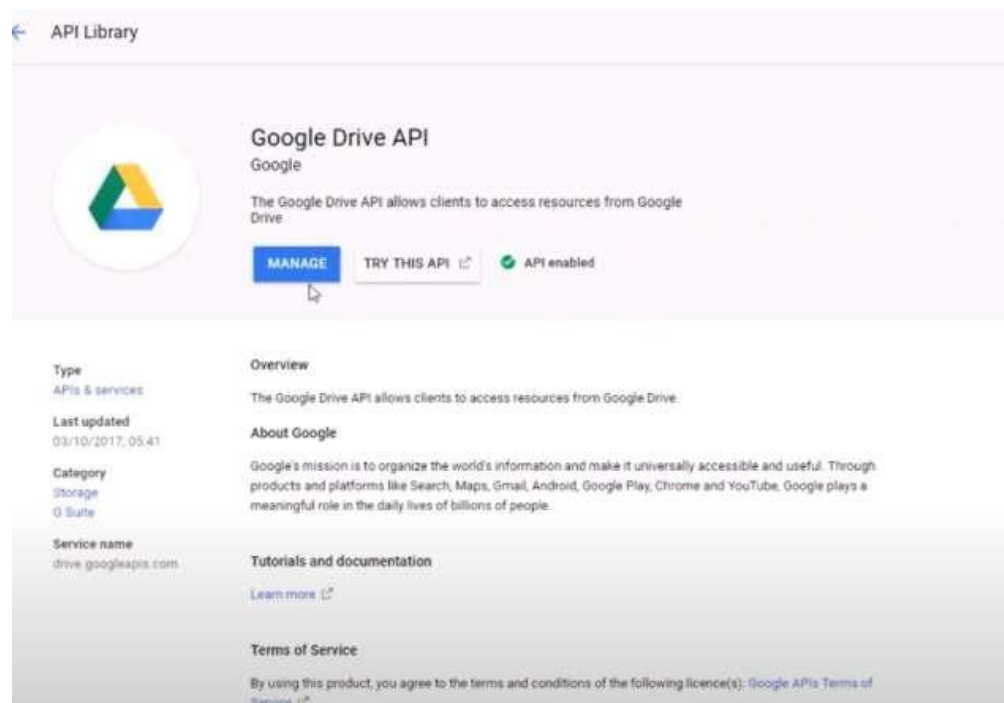 API Library
Google Drive API
Google
The Google Drive API allows clients to access resources from Google
Drive
MANAGE
TRY THIS API
API enabled
Type
APIs & services
Last updated
03/10/2017, 05:41
Category
Storage
G Suite
Service name
drive.googleapis.com
Overview
The Google Drive API allows clients to access resources from Google Drive.
About Google
Google's mission is to organize the world's information and make it universally accessible and useful. Through
products and platforms like Search, Maps, Gmail, Android, Google Play, Chrome and YouTube, Google plays a
meaningful role in the daily lives of billions of people.
Tutorials and documentation
Learn more
Terms of Service
By using this product, you agree to the terms and conditions of the following licence(s): Google APIs Terms of
Service